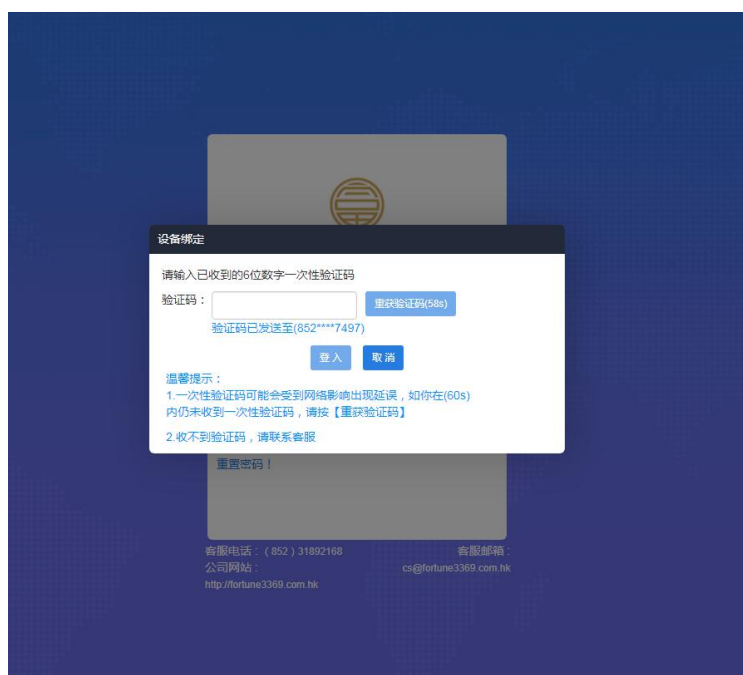 设备绑定
请输入已收到的6位数字一次性验证码
验证码：
重获验证码(58s)
验证码已发送至(852****7497)
登入 取消
温馨提示：
1.一次性验证码可能会受到网络影响出现延误，如你在(60s)
内仍未收到一次性验证码，请按【重获验证码】
2.收不到验证码，请联系客服
重置密码！
客服电话：(852) 31892168 客服邮箱：
公司网站： cs@fortune3369.com.hk
http://fortune3369.com.hk